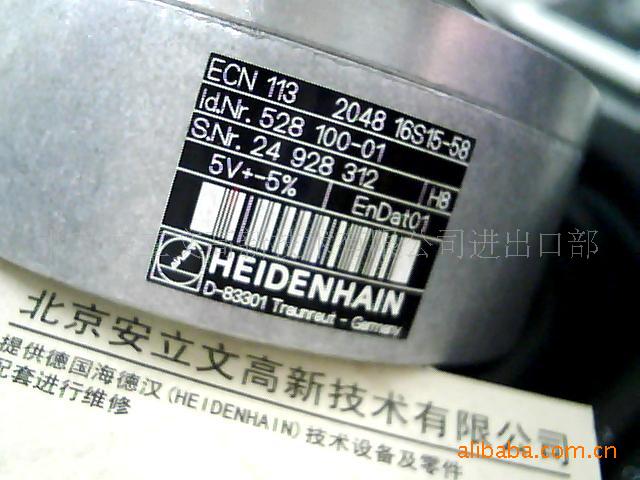 ECN 113 2048 16S15-58
Id.Nr. 528 100-01
S.Nr. 24 928 312 H8
5V+-5% EnDat01
HEIDENHAIN
D-83301 Traunreut - Germany
公司进出口部
北京安立文高新技术有限公司
提供德国海德汉(HEIDENHAIN)技术设备及零件
配套进行维修
alibaba.com.cn